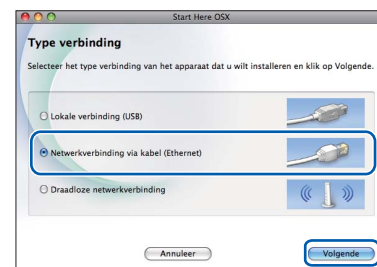 Start Here OSX
Type verbinding
Selecteer het type verbinding van het apparaat dat u wilt installeren en klik op Volgende.
Lokale verbinding (USB)
Netwerkverbinding via kabel (Ethernet)
Draadloze netwerkverbinding
Annuleer
Volgende